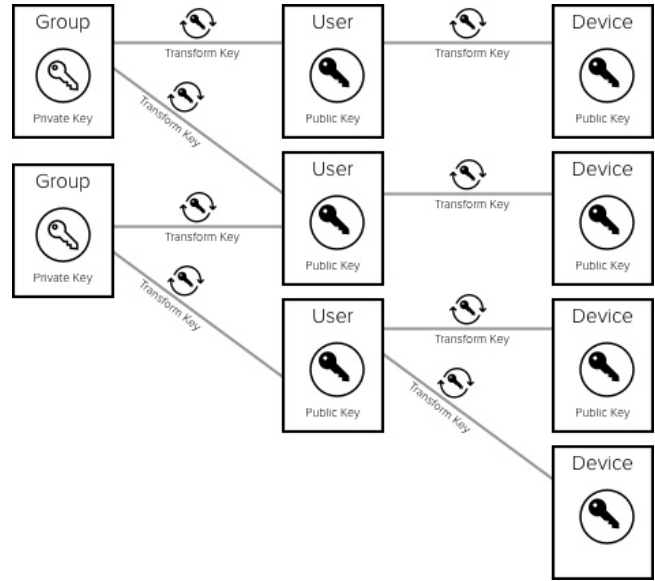 Group
Private Key
Transform Key
User
Public Key
Transform Key
Device
Public Key
Transform Key
Group
Private Key
Transform Key
User
Public Key
Transform Key
Device
Public Key
Transform Key
User
Public Key
Transform Key
Device
Public Key
Transform Key
Device